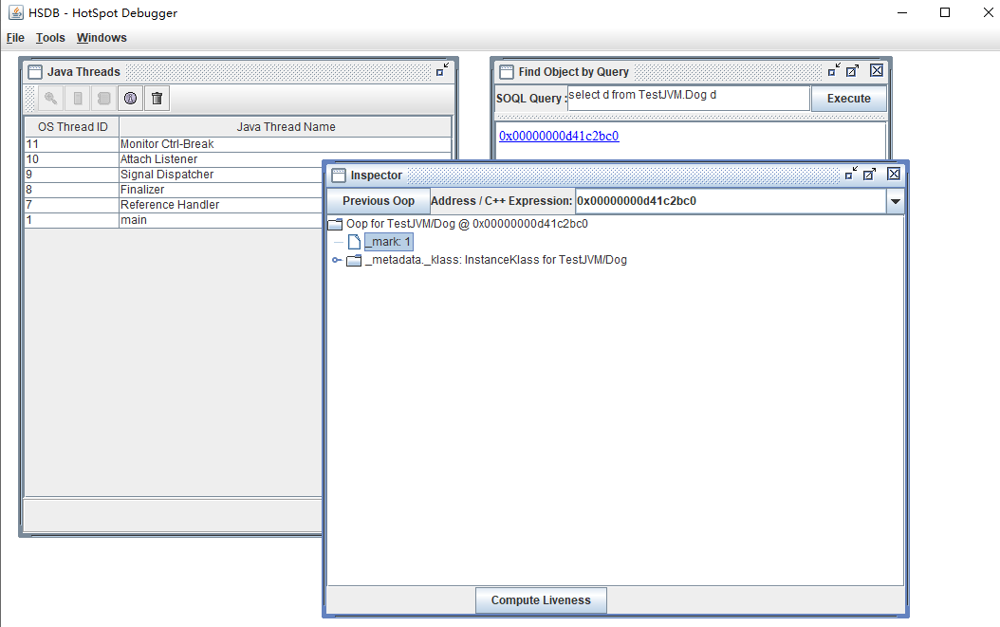 HSDB - HotSpot Debugger
File Tools Windows
Java Threads
OS Thread ID Java Thread Name
11 Monitor Ctrl-Break
10 Attach Listener
9 Signal Dispatcher
8 Finalizer
7 Reference Handler
1 main
Find Object by Query
SOQL Query : select d from TestJVM.Dog d Execute
0x00000000d41c2bc0
Inspector
Previous Oop Address / C++ Expression: 0x00000000d41c2bc0
Oop for TestJVM/Dog @ 0x00000000d41c2bc0
_mark: 1
_metadata._klass: InstanceKlass for TestJVM/Dog
Compute Liveness